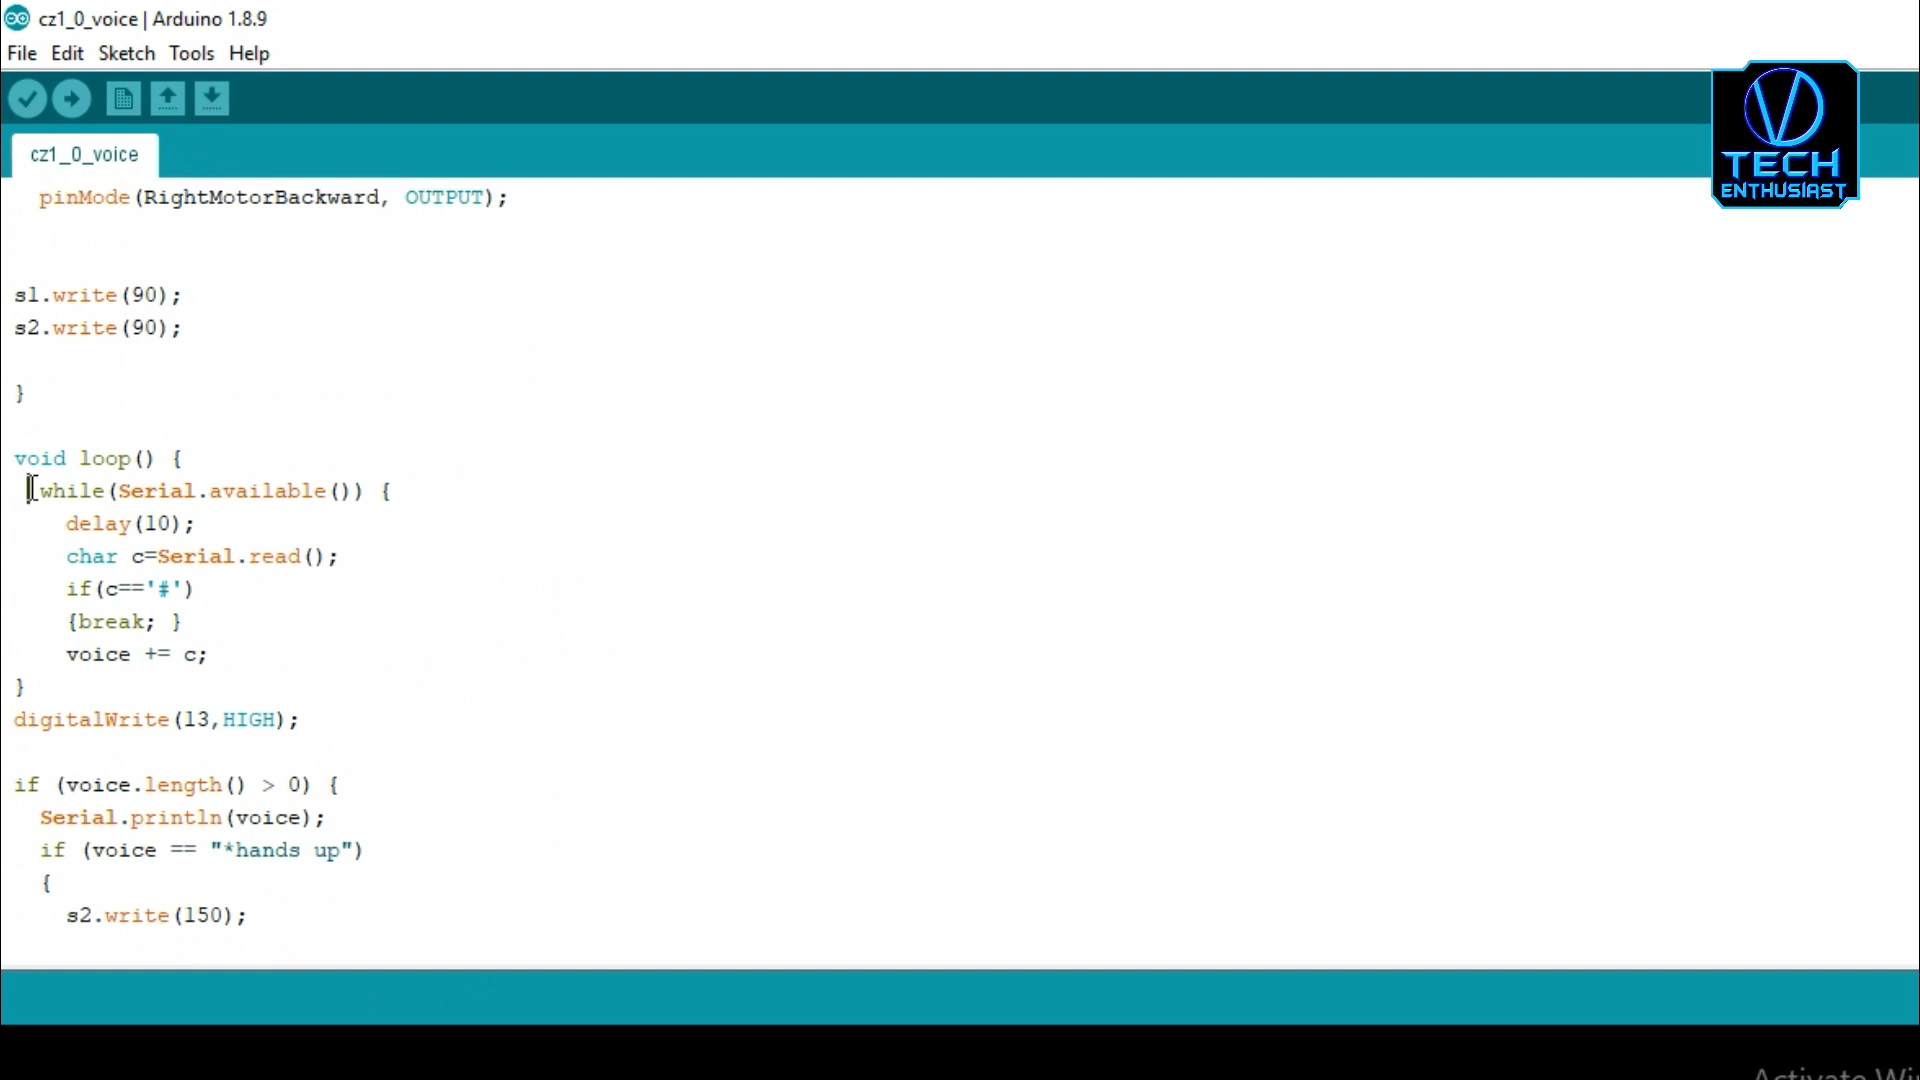 cz1_0_voice | Arduino 1.8.9
File Edit Sketch Tools Help
cz1_0_voice
VD
TECH
ENTHUSIAST
pinMode(RightMotorBackward, OUTPUT);
s1.write(90);
s2.write(90);
}
void loop() {
while(Serial.available()) {
delay(10);
char c=Serial.read();
if(c=='#')
{break; }
voice += c;
}
digitalWrite(13,HIGH);
if (voice.length() > 0) {
Serial.println(voice);
if (voice == "*hands up")
{
s2.write(150);